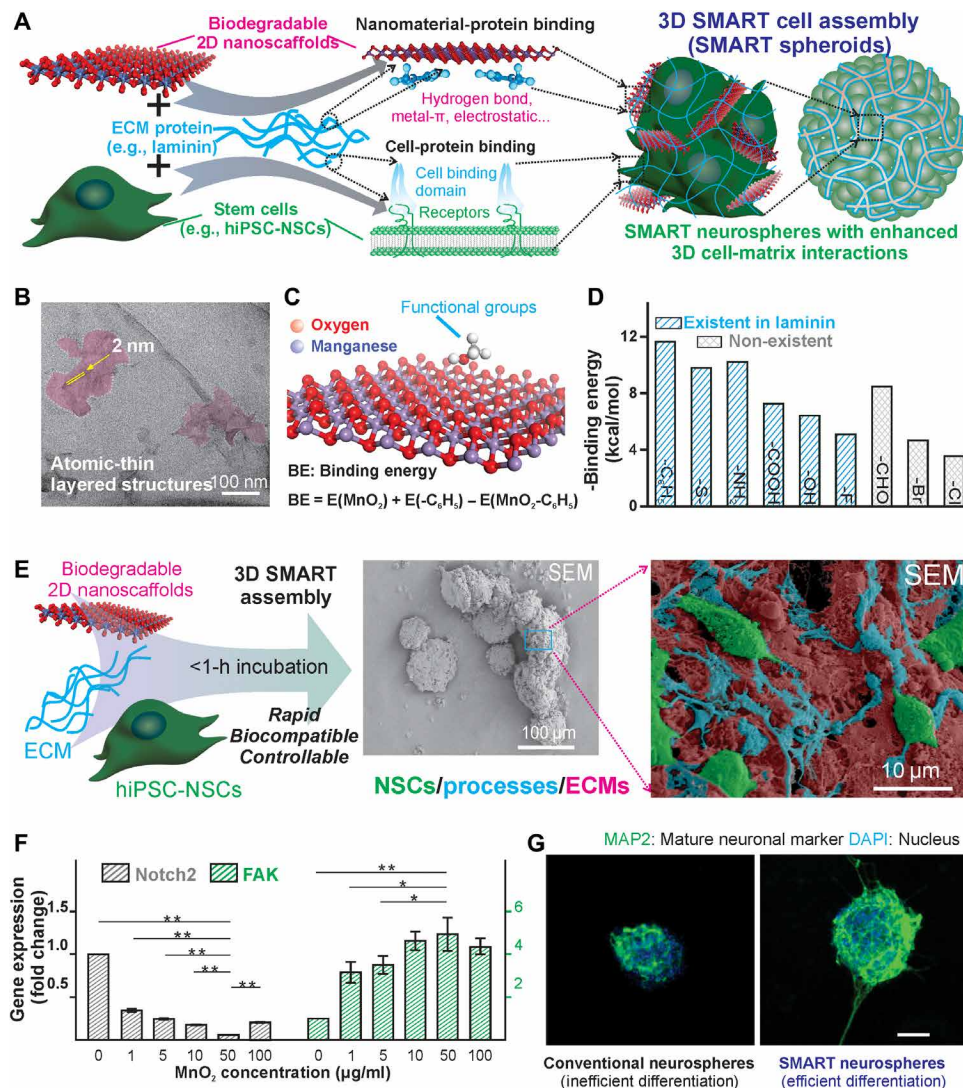 A
Biodegradable
2D nanoscaffolds
Nanomaterial-protein binding
3D SMART cell assembly
(SMART spheroids)
+
ECM protein
(e.g., laminin)
Hydrogen bond,
metal-π, electrostatic...
+
Cell-protein binding
Cell binding
domain
Receptors
Stem cells
(e.g., hiPSC-NSCs)
SMART neurospheres with enhanced
3D cell-matrix interactions
B
2 nm
Atomic-thin
layered structures
100 nm
C
Functional groups
Oxygen
Manganese
BE: Binding energy
BE = E(MnO₂) + E(-C₆H₅) – E(MnO₂-C₆H₅)
D
-Binding energy
(kcal/mol)
12
8
4
0
Existent in laminin
Non-existent
-S-
-COOH
-OH
-F
-CHO
-Br
-Cl
E
Biodegradable
2D nanoscaffolds
3D SMART
assembly
<1-h incubation
ECM
Rapid
Biocompatible
Controllable
hiPSC-NSCs
SEM
100 μm
NSCs/processes/ECMs
SEM
10 μm
F
Gene expression
(fold change)
Notch2
FAK
1.5
1.0
0.5
**
**
**
**
**
**
*
*
6
4
2
0 1 5 10 50 100
0 1 5 10 50 100
MnO₂ concentration (μg/ml)
G
MAP2: Mature neuronal marker DAPI: Nucleus
Conventional neurospheres
(inefficient differentiation)
SMART neurospheres
(efficient differentiation)